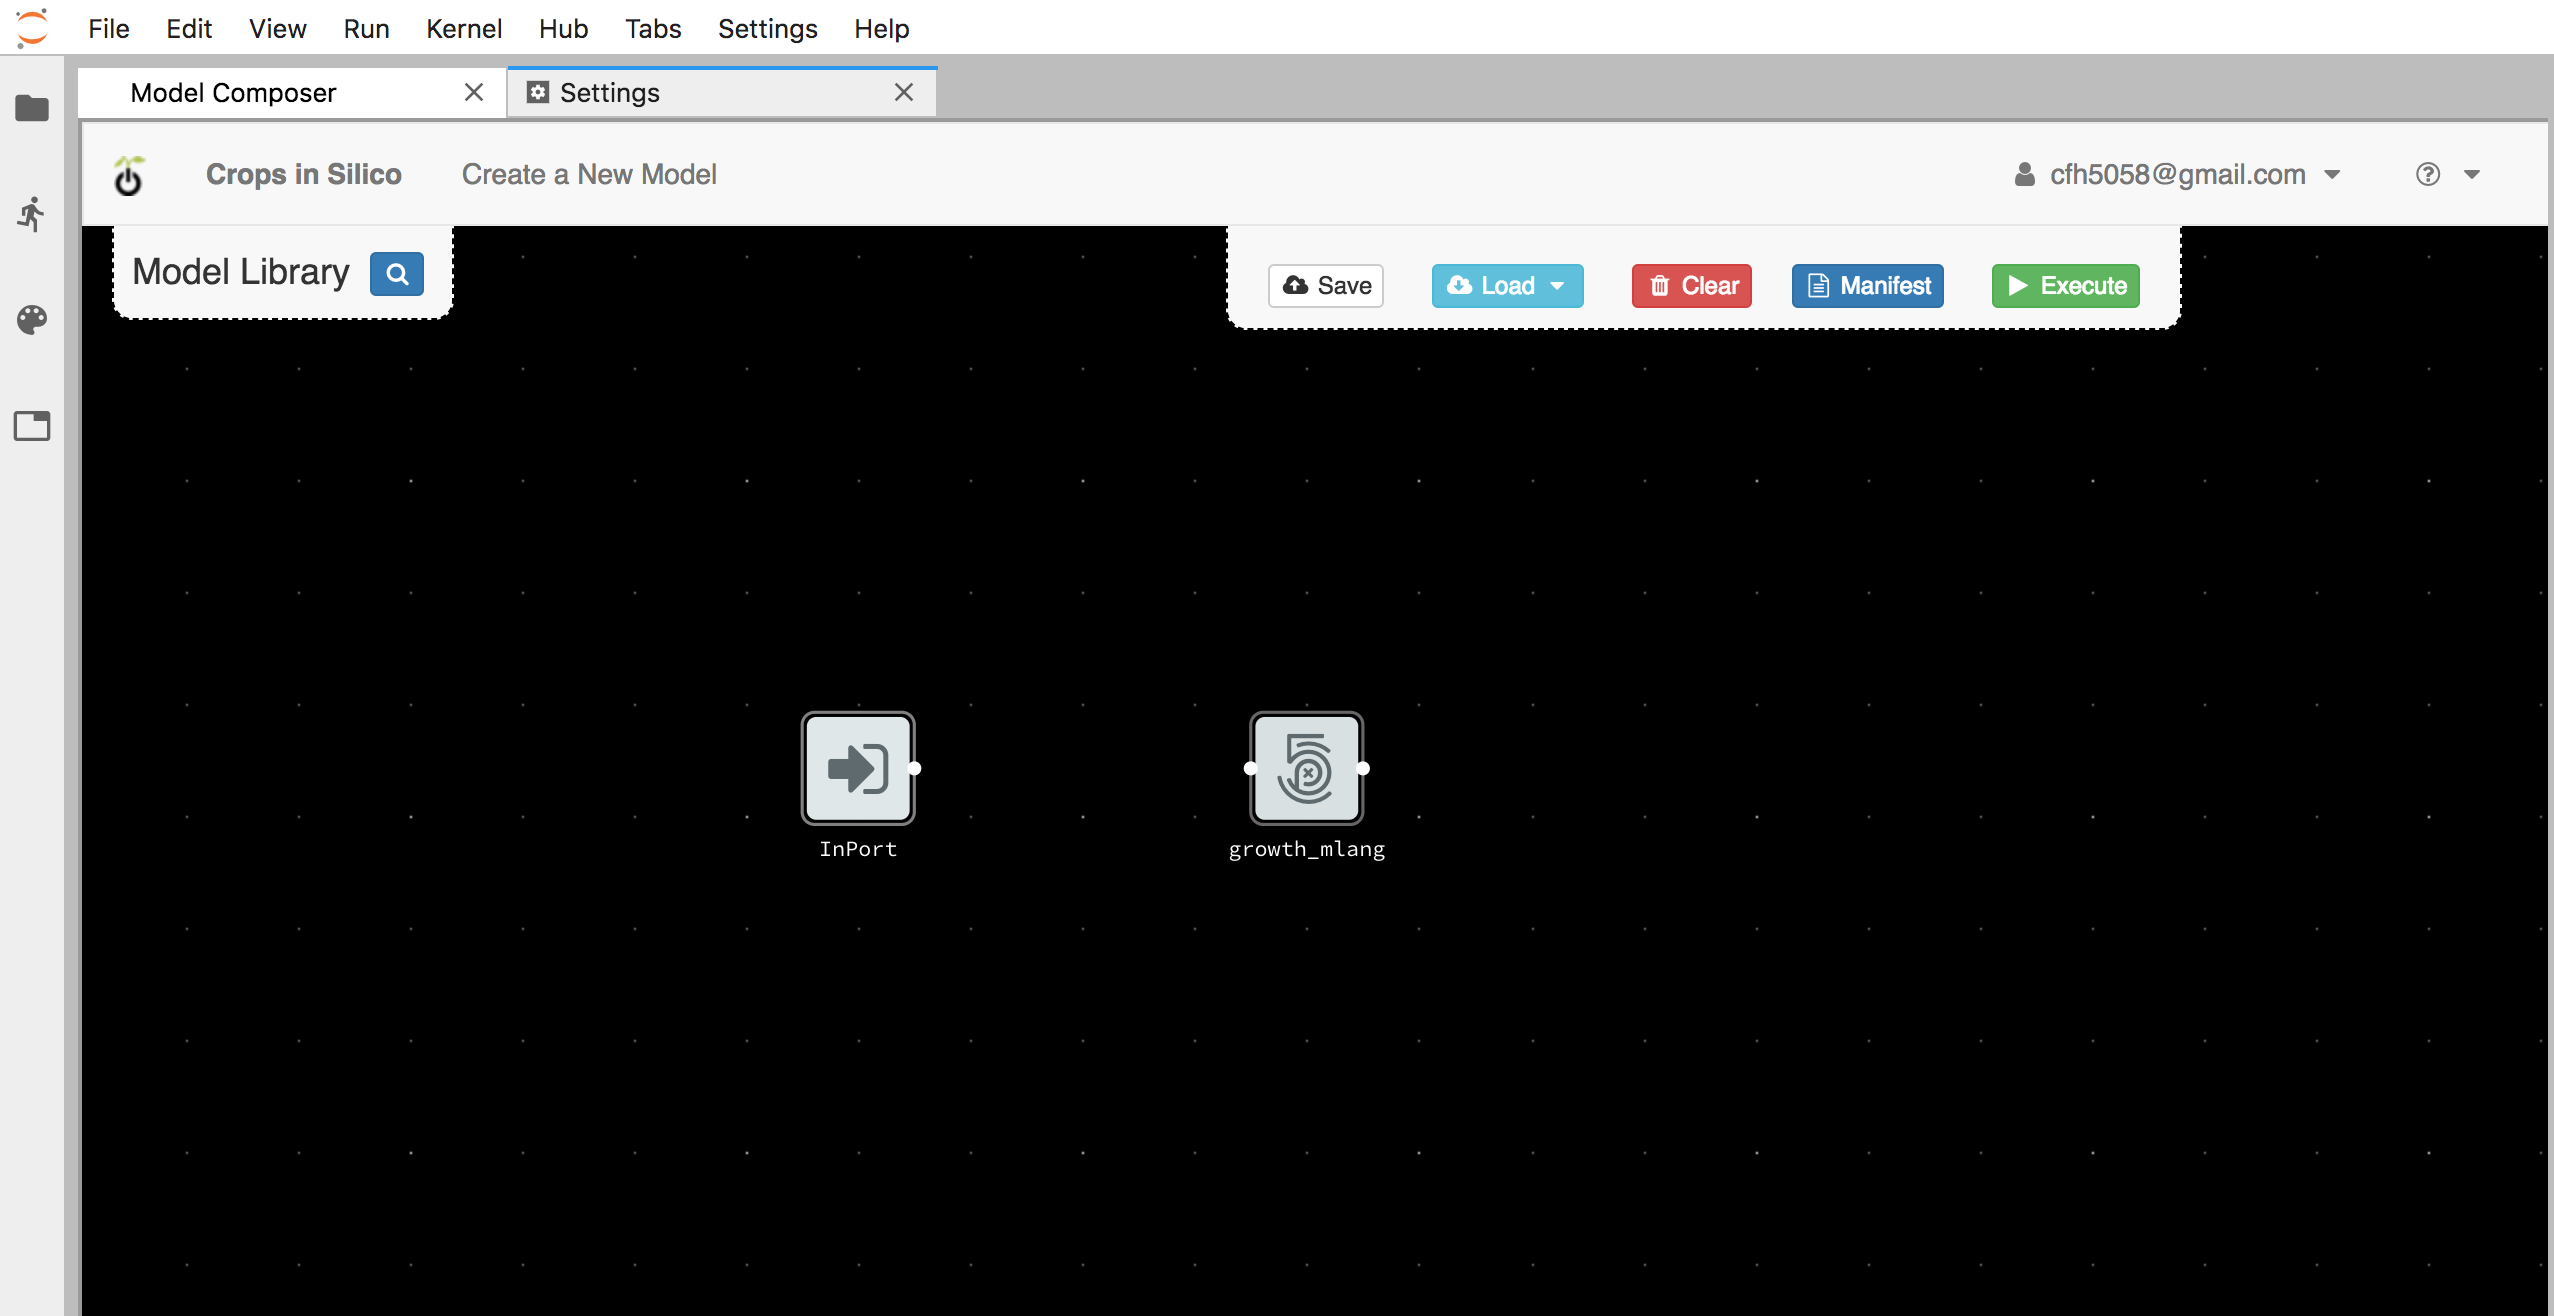 File Edit View Run Kernel Hub Tabs Settings Help
Model Composer Settings
Crops in Silico Create a New Model cfh5058@gmail.com
Model Library Save Load Clear Manifest Execute
InPort growth_mlang